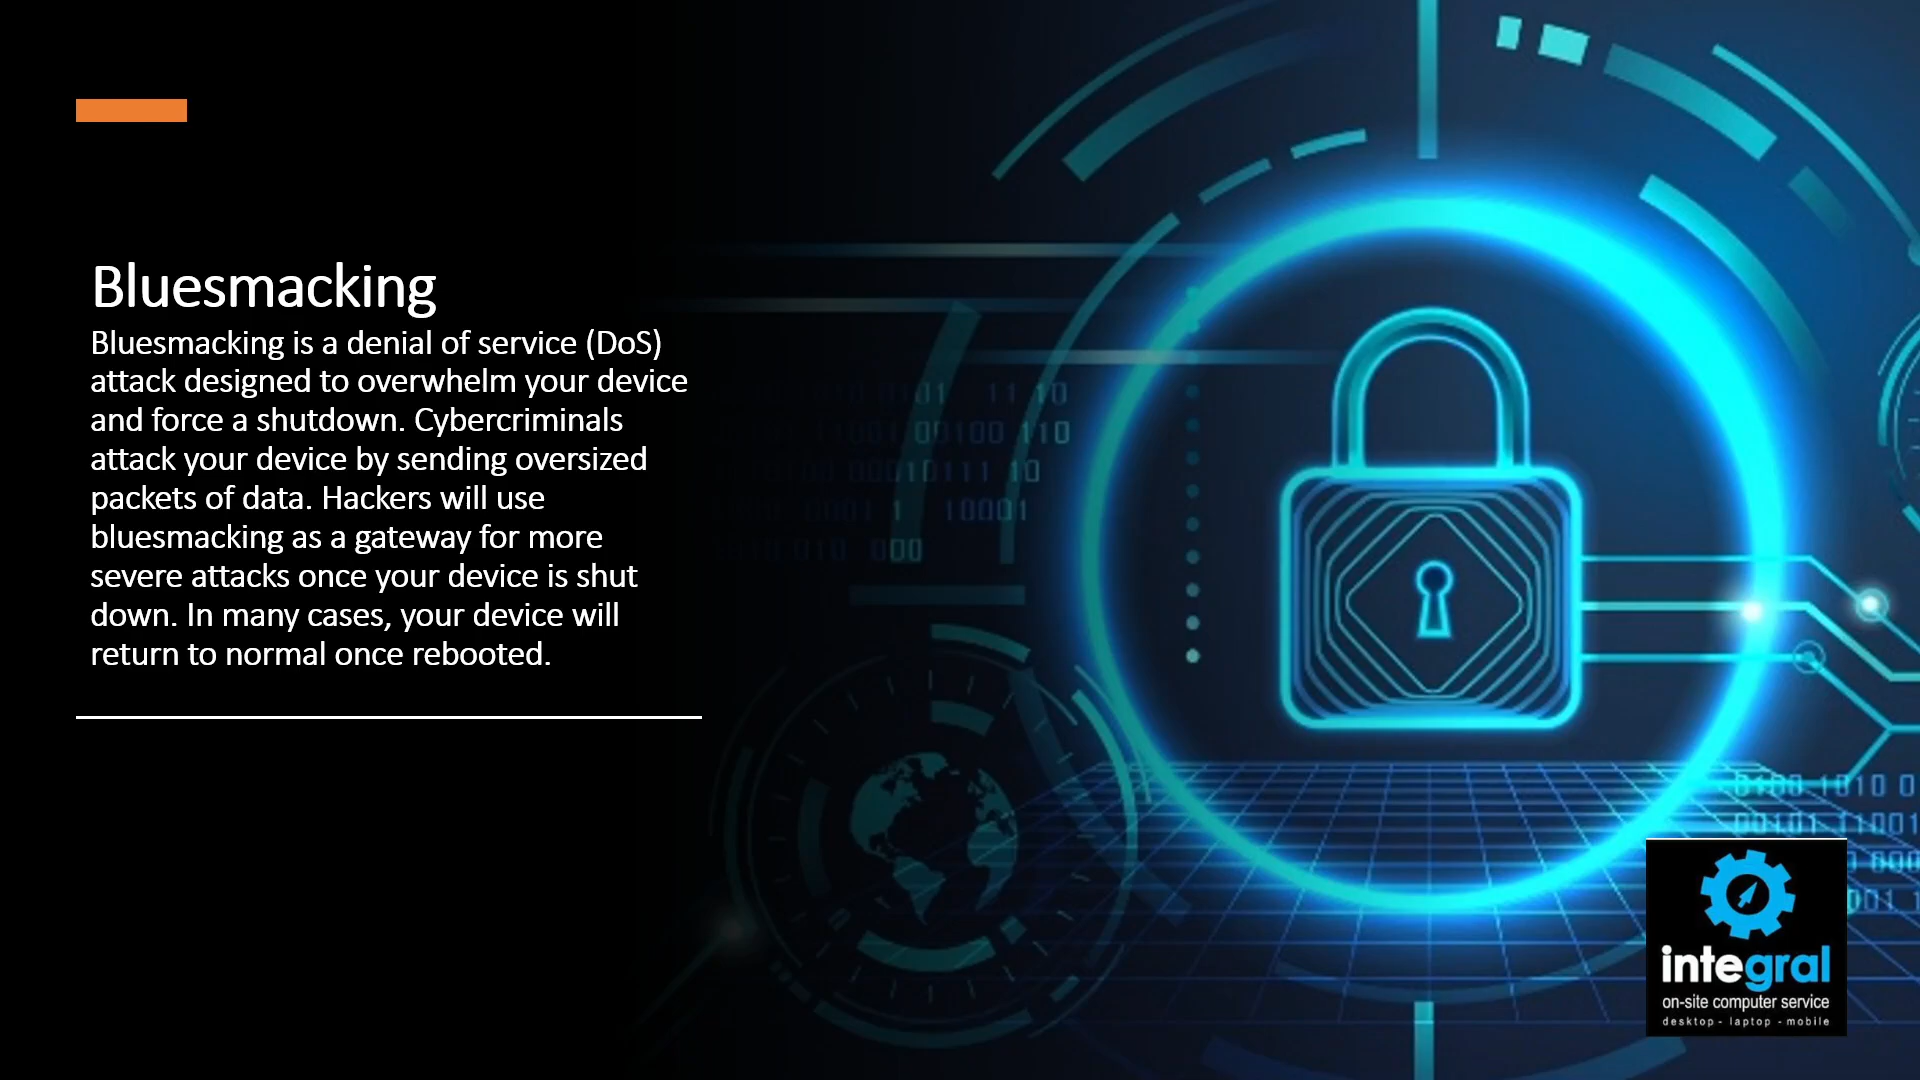 Bluesmacking
Bluesmacking is a denial of service (DoS)
attack designed to overwhelm your device
and force a shutdown. Cybercriminals
attack your device by sending oversized
packets of data. Hackers will use
bluesmacking as a gateway for more
severe attacks once your device is shut
down. In many cases, your device will
return to normal once rebooted.
integral
on-site computer service
desktop - laptop - mobile